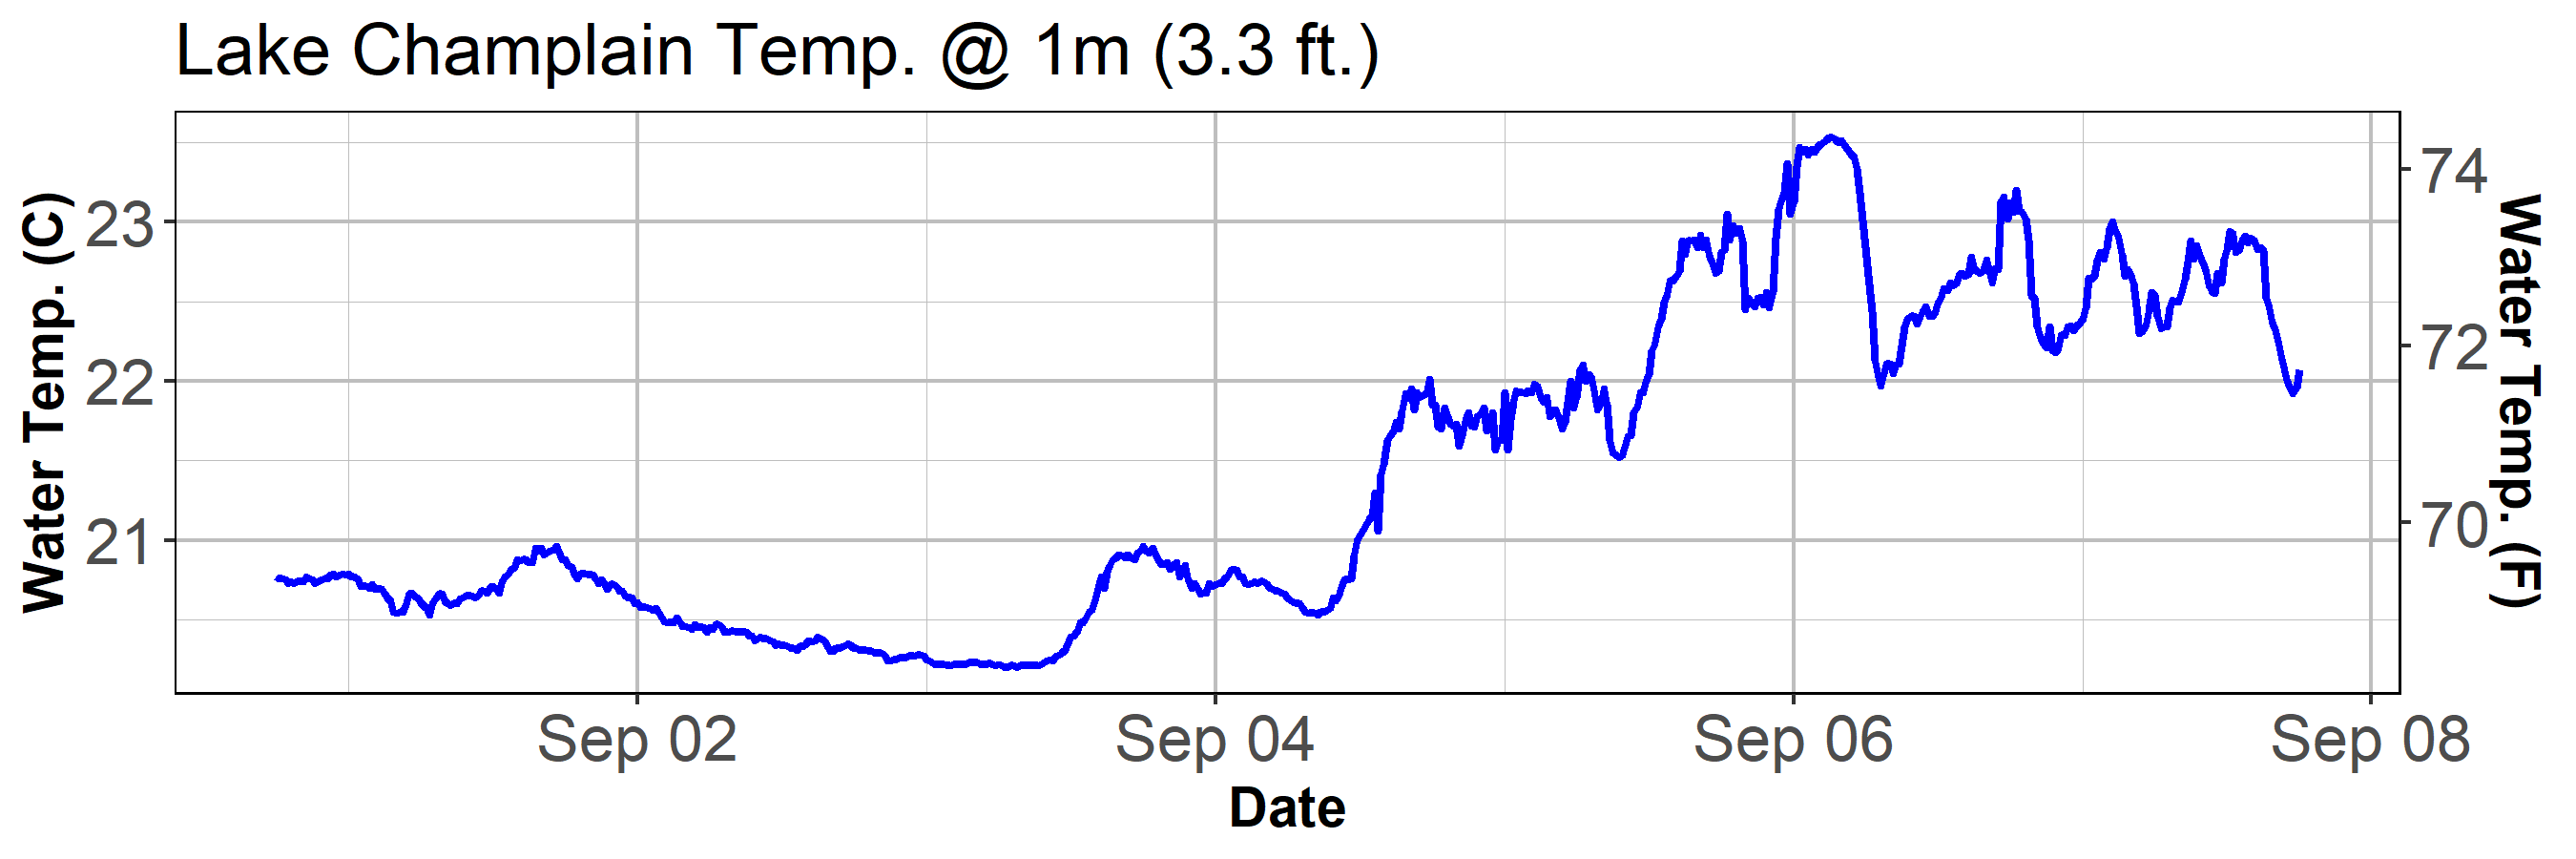 Lake Champlain Temp. @ 1m (3.3 ft.)
Water Temp. (C)
23
22
21
74
72
70
Water Temp. (F)
Sep 02 Sep 04 Sep 06 Sep 08
Date